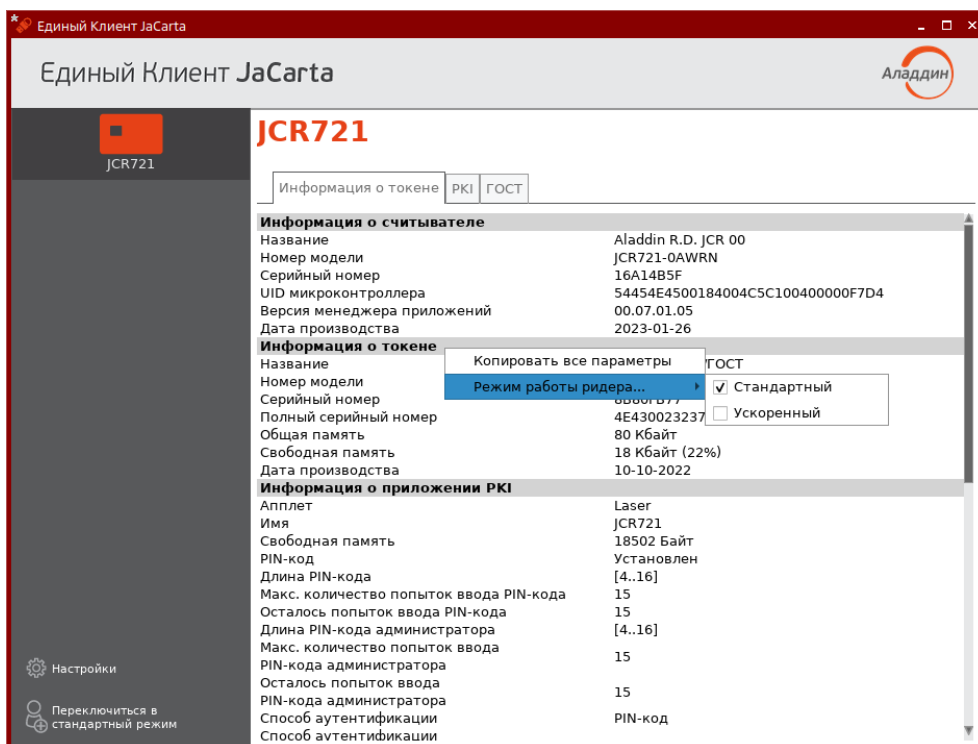 Единый Клиент JaCarta
Единый Клиент JaCarta
Аладдин
JCR721
JCR721
Информация о токене PKI ГОСТ
Информация о считывателе
Название Aladdin R.D. JCR 00
Номер модели JCR721-0AWRN
Серийный номер 16A14B5F
UID микроконтроллера 54454E4500184004C5C100400000F7D4
Версия менеджера приложений 00.07.01.05
Дата производства 2023-01-26
Информация о токене
Копировать все параметры
Режим работы ридера...
Стандартный
Ускоренный
Название ГОСТ
Номер модели
Серийный номер
Полный серийный номер 4E430023237
Общая память 80 Кбайт
Свободная память 18 Кбайт (22%)
Дата производства 10-10-2022
Информация о приложении PKI
Апплет Laser
Имя JCR721
Свободная память 18502 Байт
PIN-код Установлен
Длина PIN-кода [4..16]
Макс. количество попыток ввода PIN-кода 15
Осталось попыток ввода PIN-кода 15
Длина PIN-кода администратора [4..16]
Макс. количество попыток ввода
PIN-кода администратора 15
Осталось попыток ввода
PIN-кода администратора 15
Способ аутентификации PIN-код
Способ аутентификации
Настройки
Переключиться в
стандартный режим